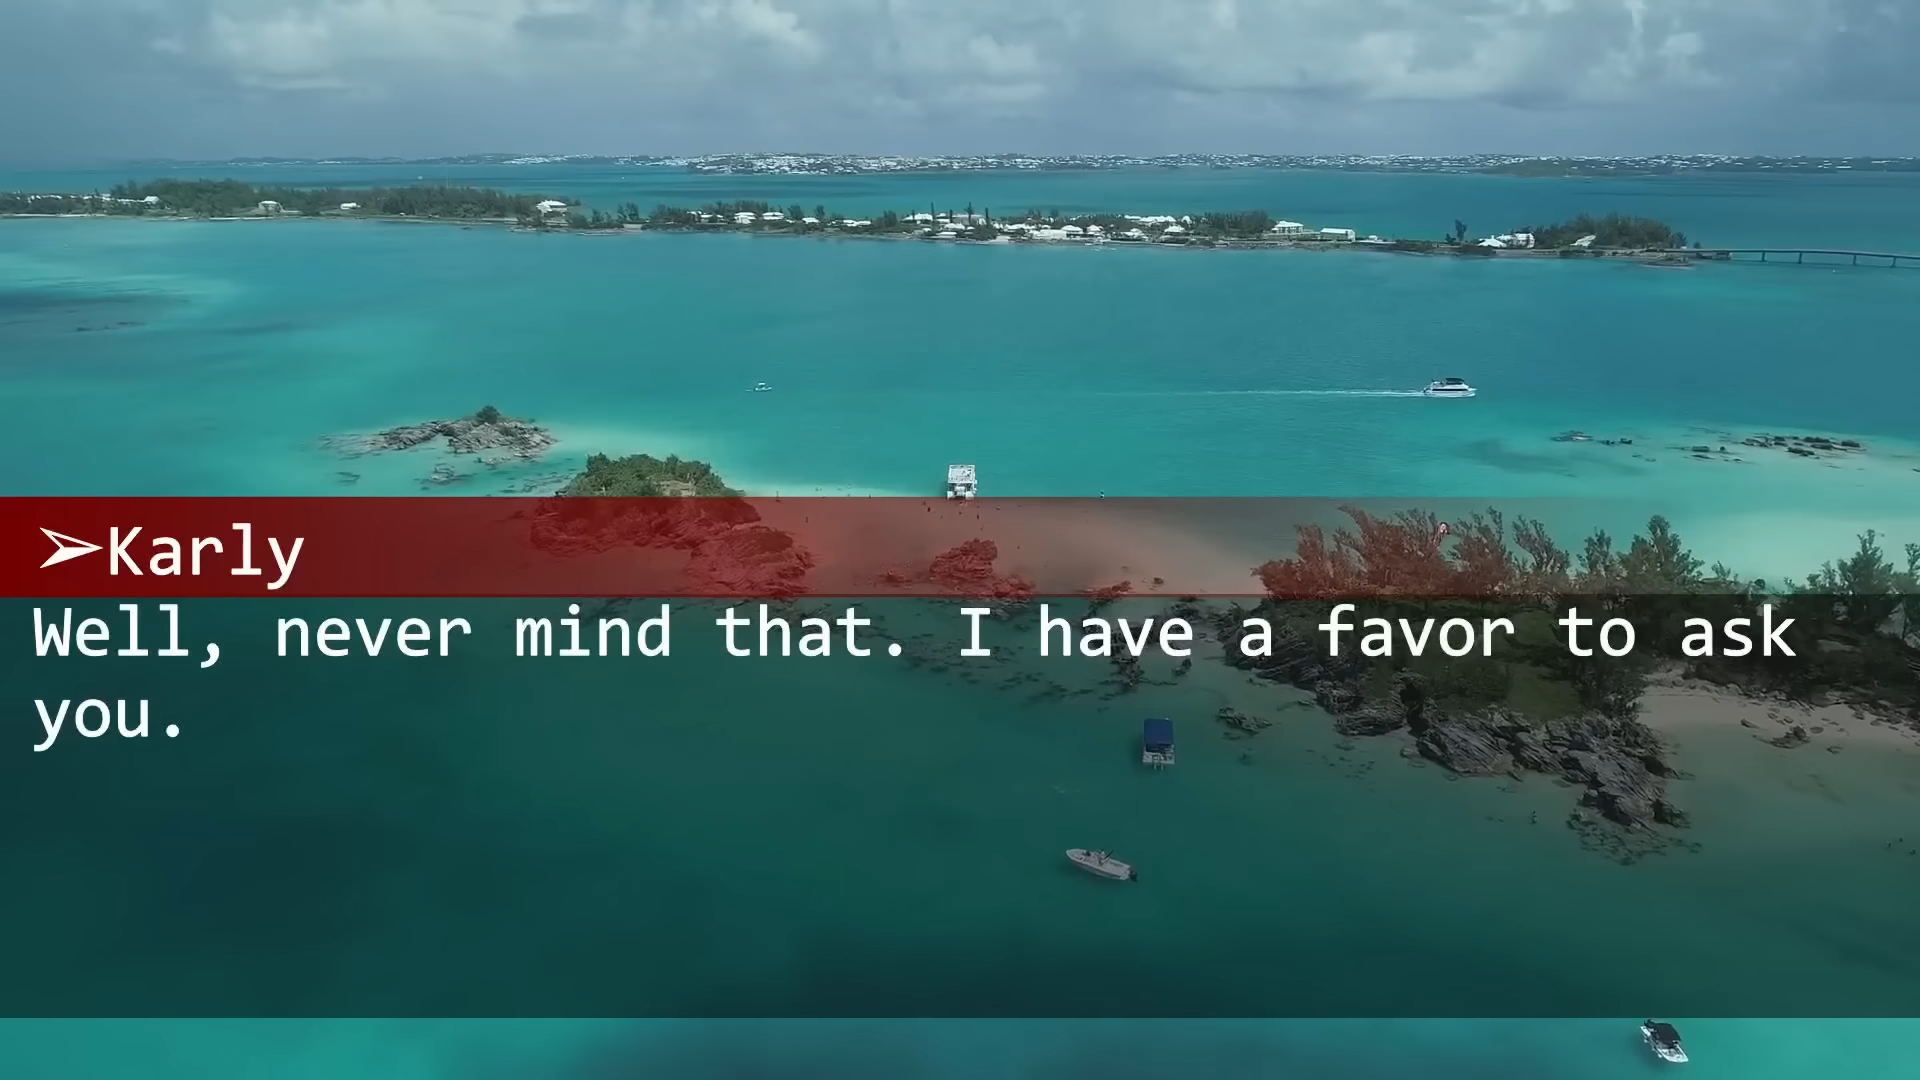 ➢Karly
Well, never mind that. I have a favor to ask
you.